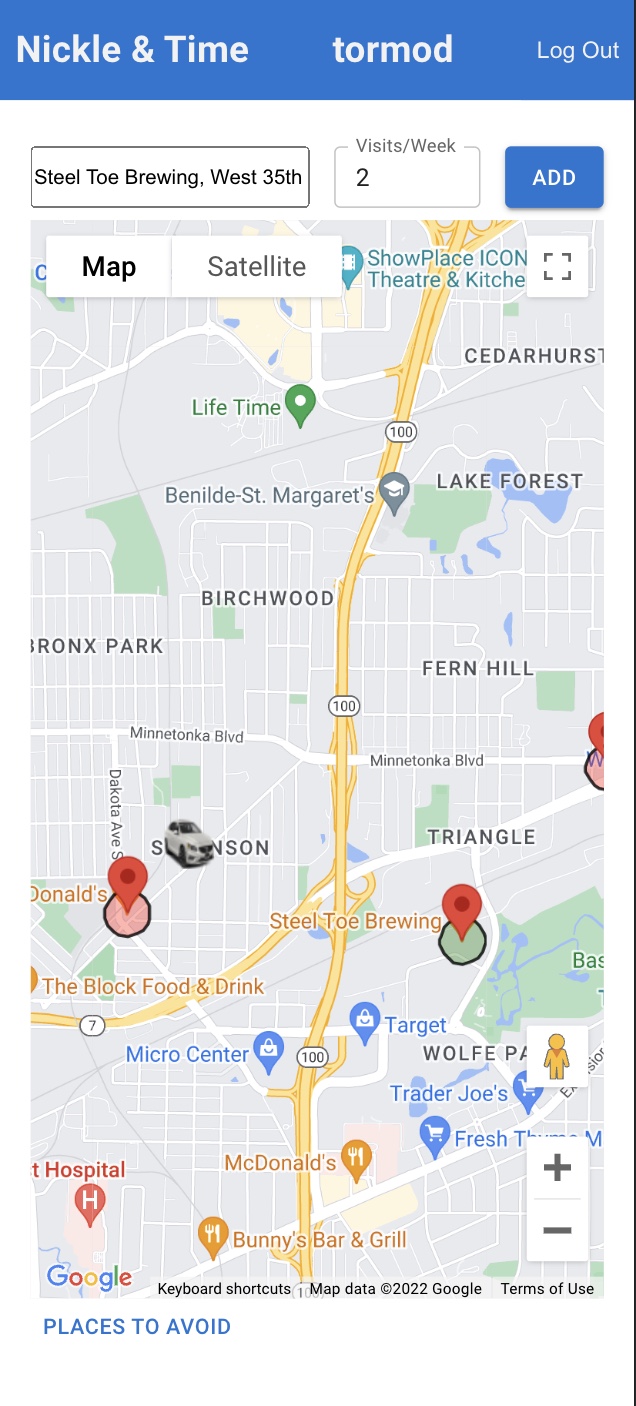 Nickle & Time
tormod
Log Out
Steel Toe Brewing, West 35th
Visits/Week
2
ADD
Map
Satellite
C
ShowPlace ICON
Theatre & Kitche
CEDARHURST
Life Time
100
LAKE FOREST
Benilde-St. Margaret's
BIRCHWOOD
BRONX PARK
FERN HILL
100
Minnetonka Blvd
Minnetonka Blvd
W
Dakota Ave S
TRIANGLE
S
NSON
Donald's
Steel Toe Brewing
Bas
The Block Food & Drink
7
Target
Micro Center
100
WOLFE PA
Trader Joe's
Fresh Thyme M
McDonald's
t Hospital
H
Bunny's Bar & Grill
Google
Keyboard shortcuts
Map data ©2022 Google
Terms of Use
PLACES TO AVOID